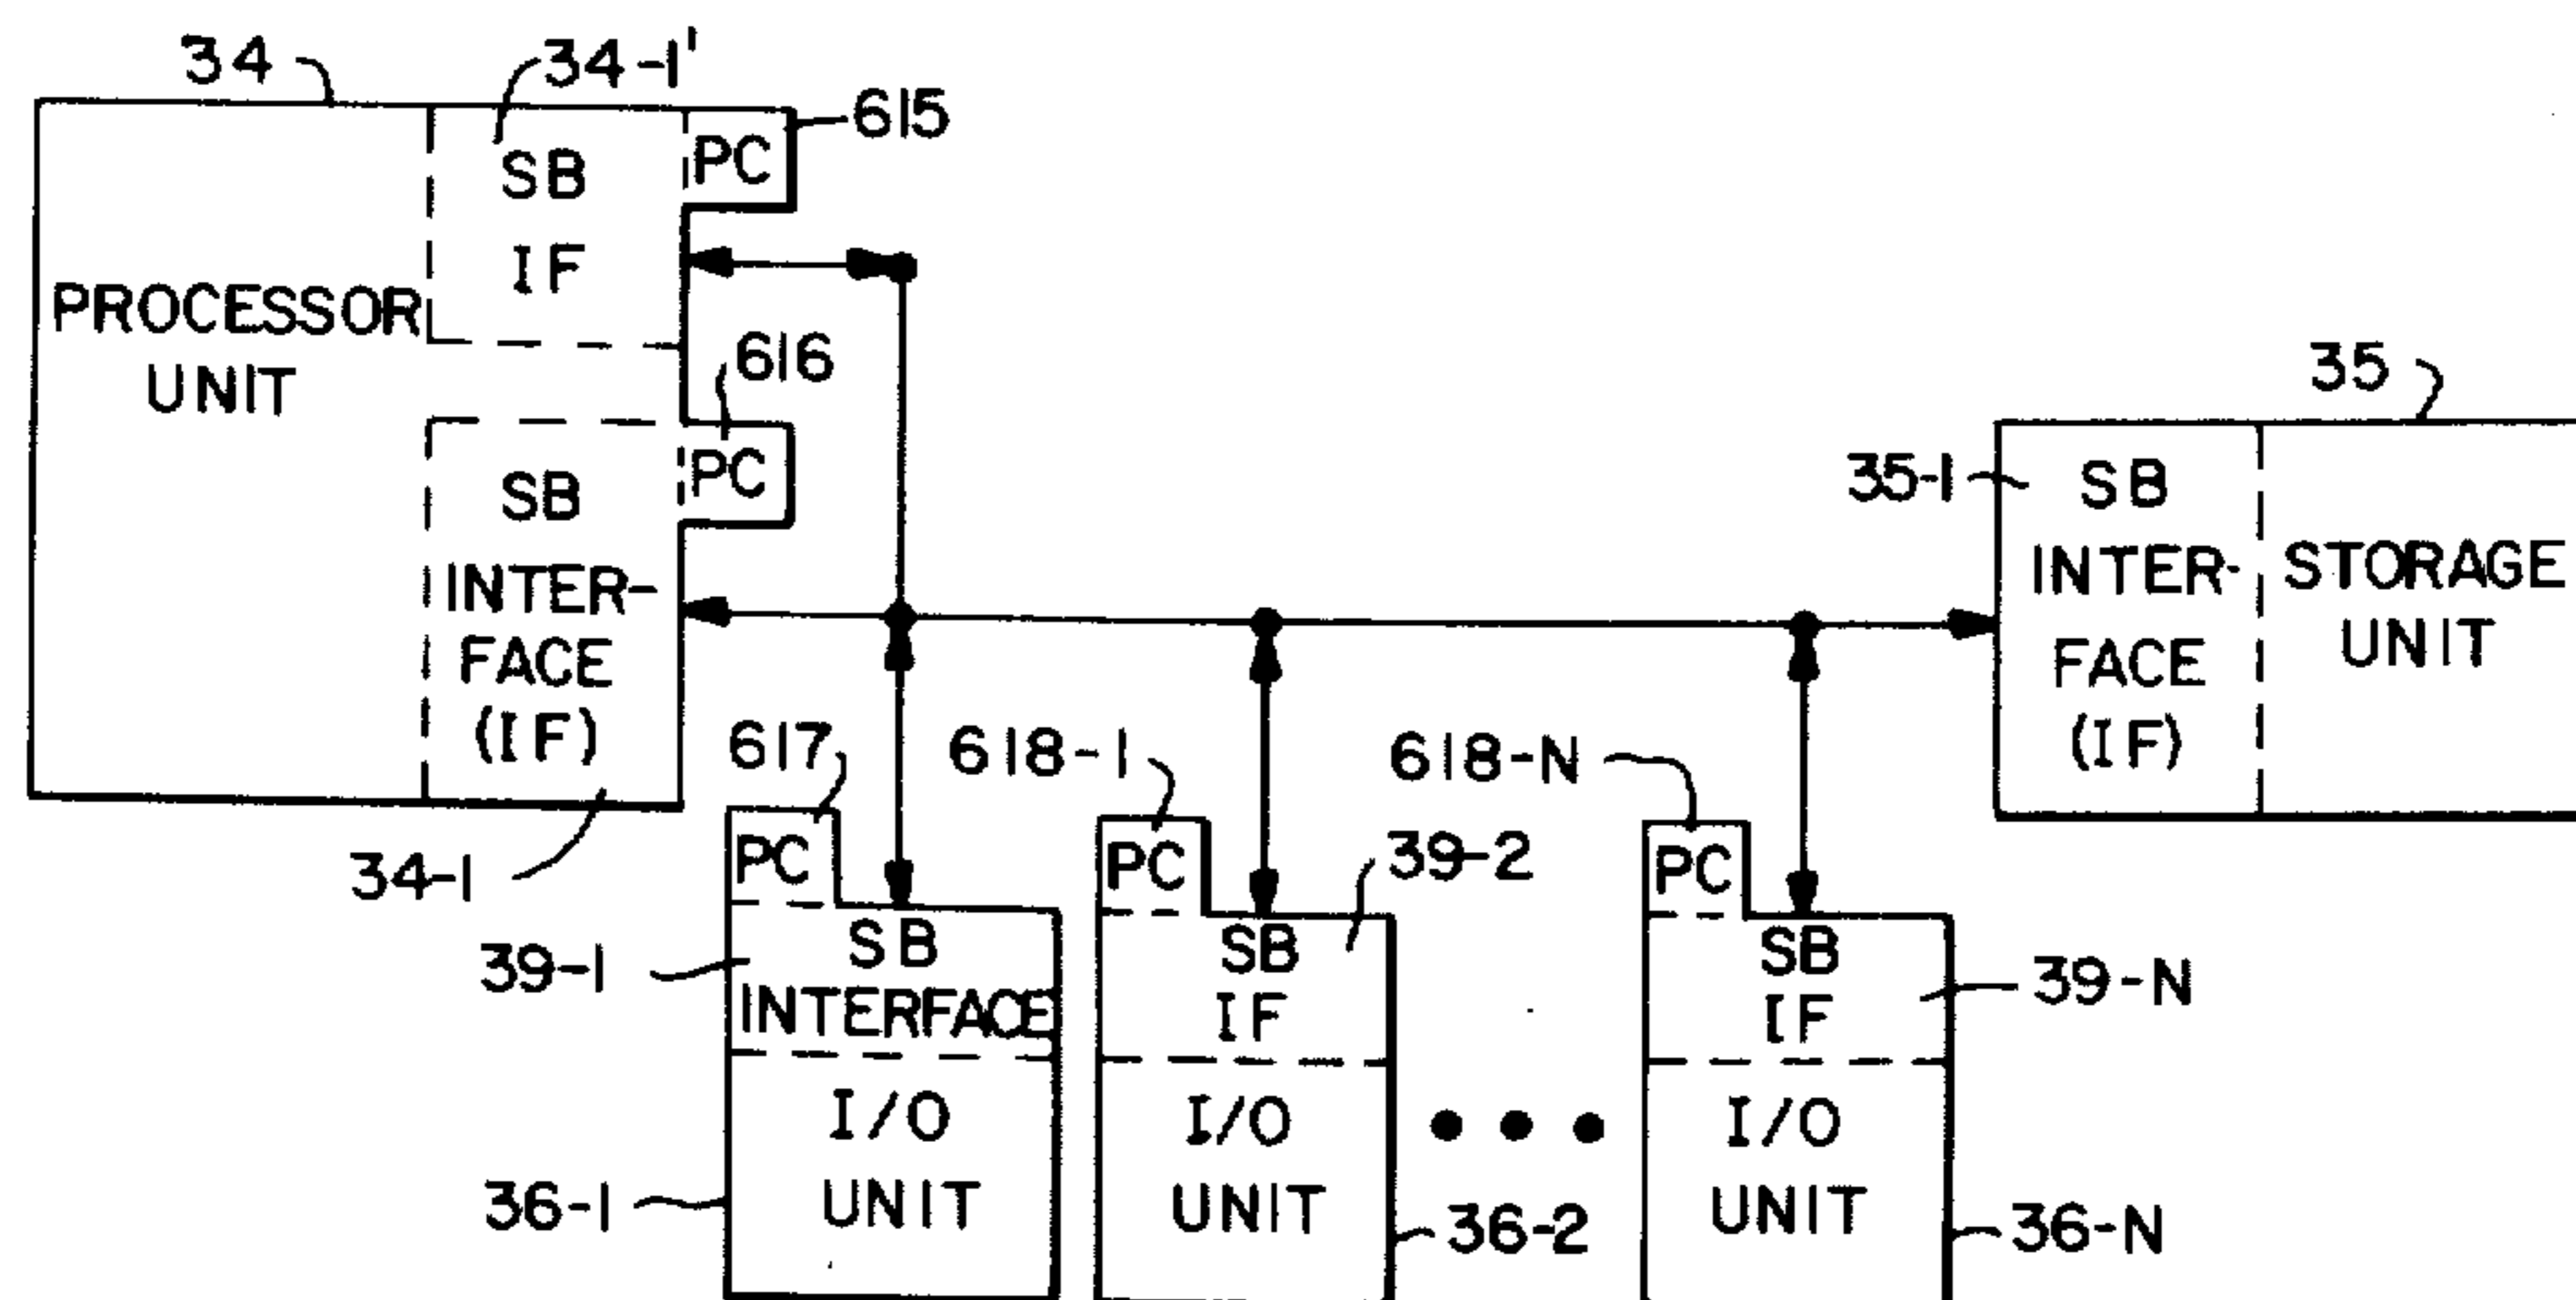 34
34-1'
615
PC
SB
IF
PROCESSOR
UNIT
616
PC
SB
INTER-
FACE
(IF)
34-1
35
35-1
SB
INTER-
FACE
(IF)
STORAGE
UNIT
617
PC
39-1
SB
INTERFACE
I/O
UNIT
36-1
618-1
PC
39-2
SB
IF
I/O
UNIT
36-2
618-N
PC
SB
IF
39-N
I/O
UNIT
36-N